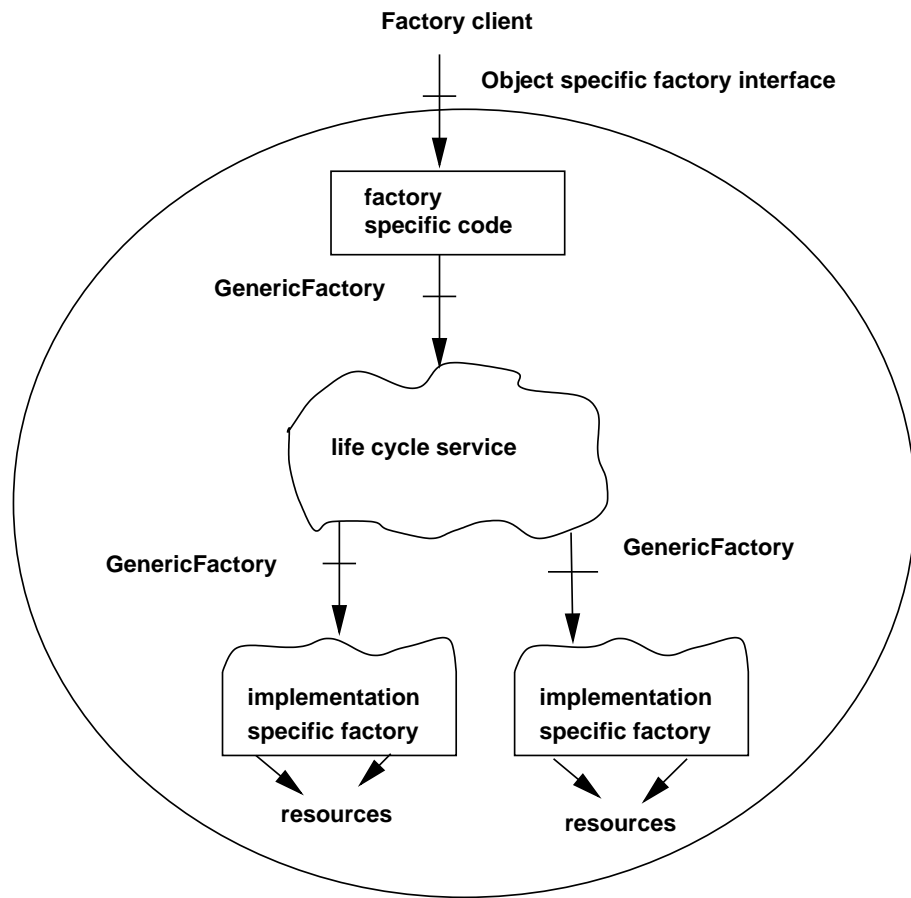 Factory client
Object specific factory interface
factory
specific code
GenericFactory
life cycle service
GenericFactory
GenericFactory
implementation
specific factory
implementation
specific factory
resources
resources